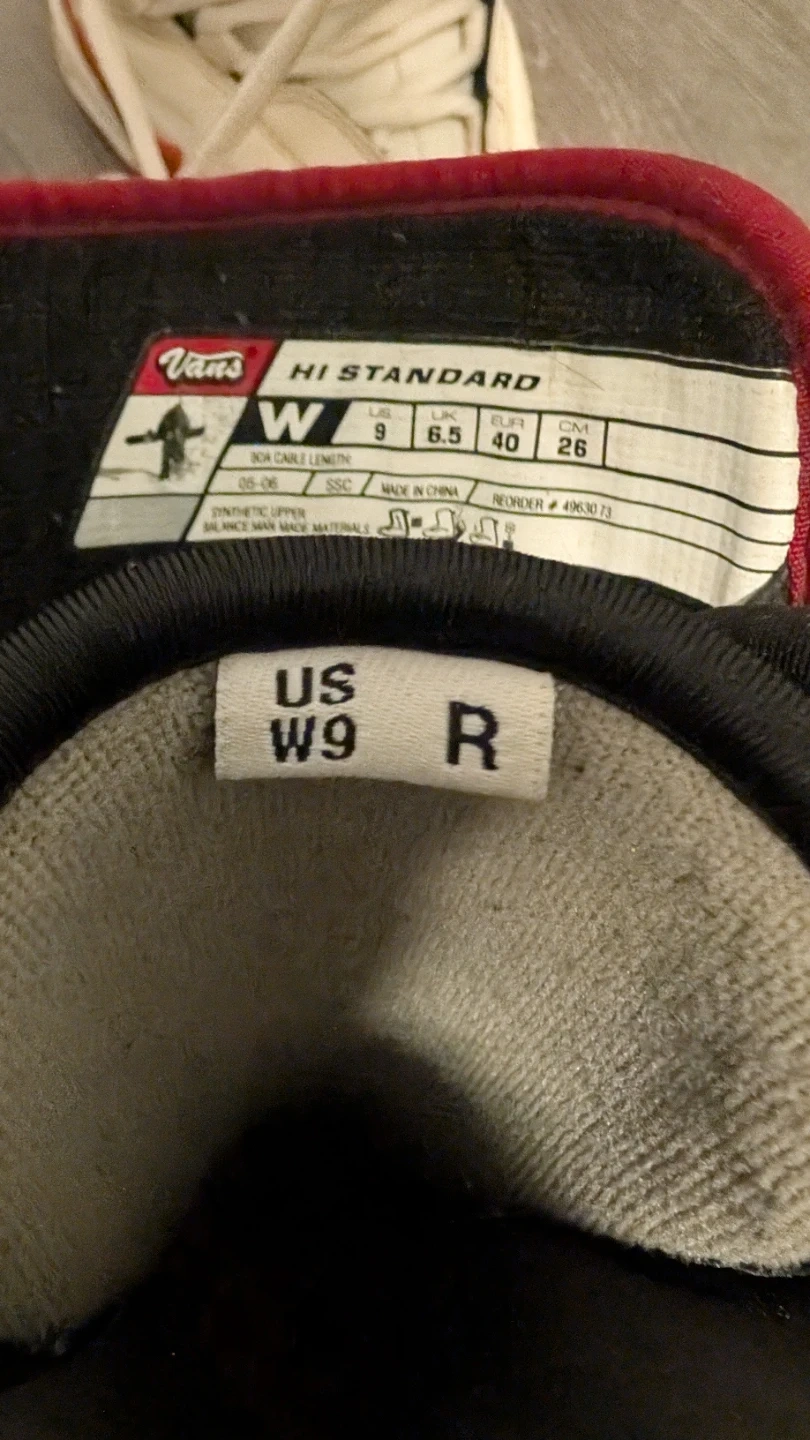 Vans HI STANDARD
W US 9 UK 6.5 EUR 40 CM 26
BOA CABLE LENGTH:
05-06 SSC MADE IN CHINA REORDER # 4963073
SYNTHETIC UPPER
BALANCE MAN MADE MATERIALS
US
W9 R